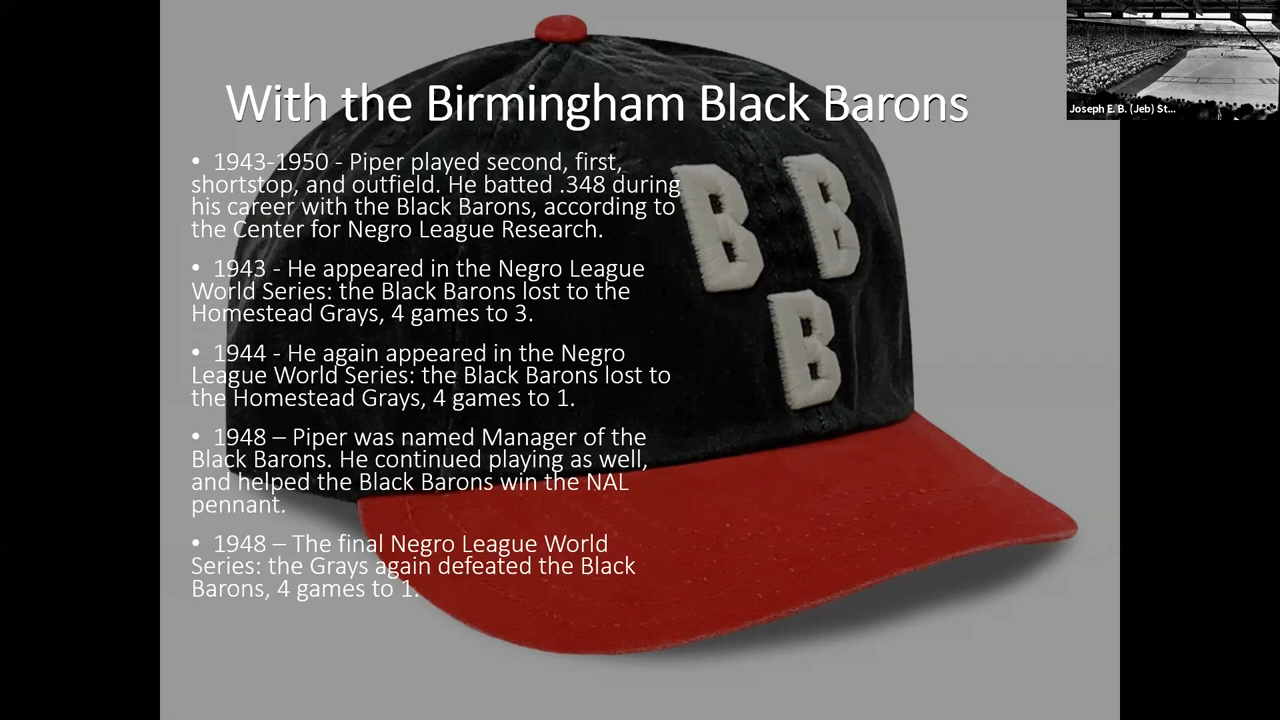 With the Birmingham Black Barons
Joseph E. B. (Jeb) St...
• 1943-1950 - Piper played second, first,
shortstop, and outfield. He batted .348 during
his career with the Black Barons, according to
the Center for Negro League Research.
• 1943 - He appeared in the Negro League
World Series: the Black Barons lost to the
Homestead Grays, 4 games to 3.
• 1944 - He again appeared in the Negro
League World Series: the Black Barons lost to
the Homestead Grays, 4 games to 1.
• 1948 – Piper was named Manager of the
Black Barons. He continued playing as well,
and helped the Black Barons win the NAL
pennant.
• 1948 – The final Negro League World
Series: the Grays again defeated the Black
Barons, 4 games to 1.
B B
B